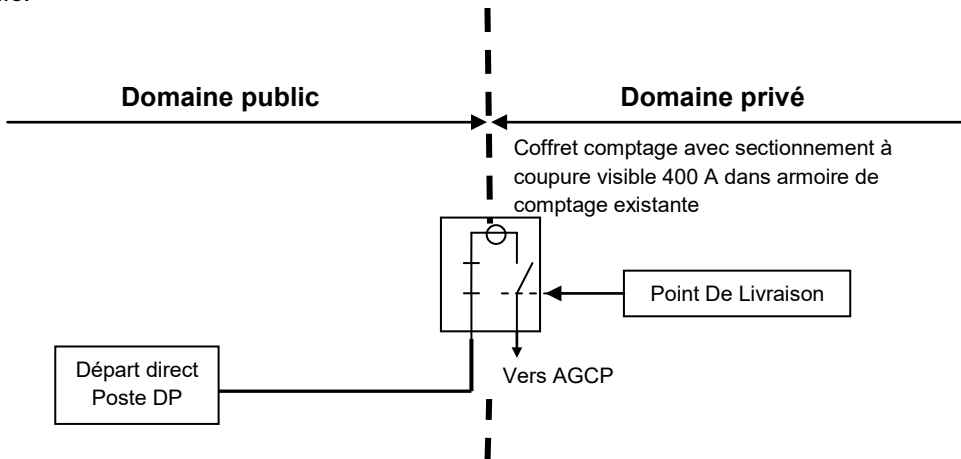 Domaine public
Domaine privé
Coffret comptage avec sectionnement à
coupure visible 400 A dans armoire de
comptage existante
Point De Livraison
Départ direct
Poste DP
Vers AGCP